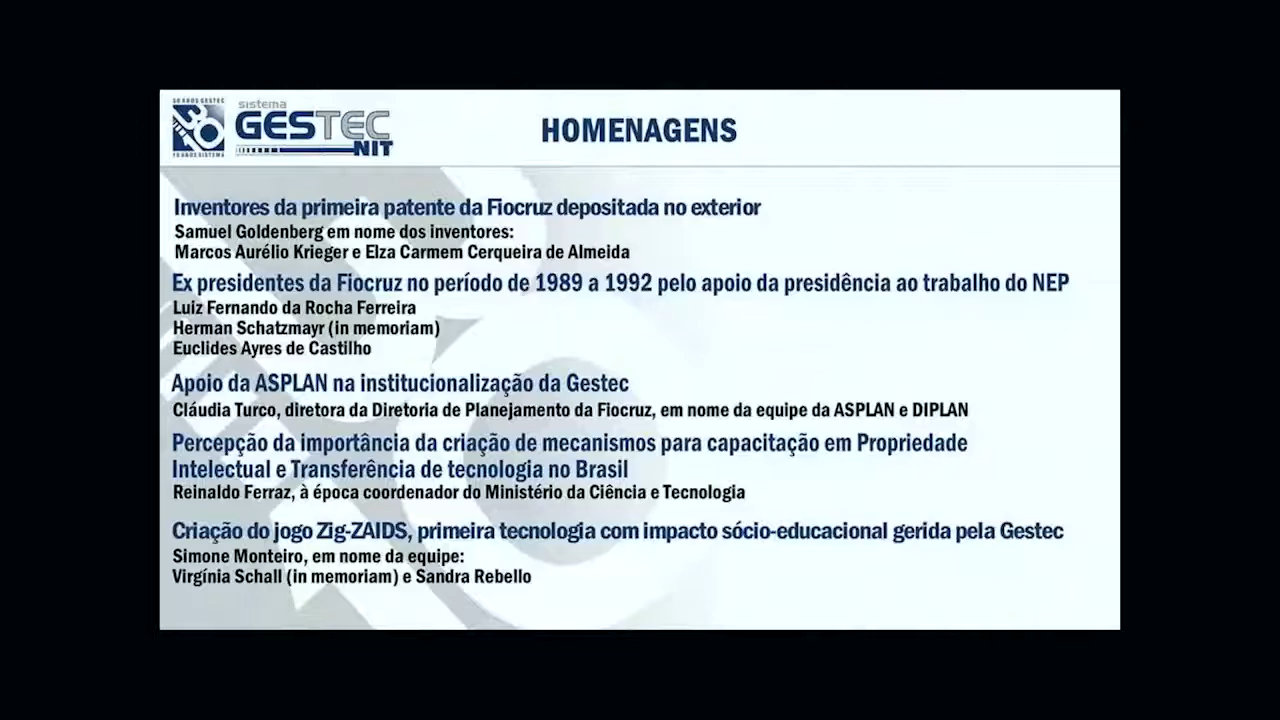 30 ANOS GESTEC
10 ANOS SISTEMA
sistema
GESTEC
NIT
HOMENAGENS
Inventores da primeira patente da Fiocruz depositada no exterior
Samuel Goldenberg em nome dos inventores:
Marcos Aurélio Krieger e Elza Carmem Cerqueira de Almeida
Ex presidentes da Fiocruz no período de 1989 a 1992 pelo apoio da presidência ao trabalho do NEP
Luiz Fernando da Rocha Ferreira
Herman Schatzmayr (in memoriam)
Euclides Ayres de Castilho
Apoio da ASPLAN na institucionalização da Gestec
Cláudia Turco, diretora da Diretoria de Planejamento da Fiocruz, em nome da equipe da ASPLAN e DIPLAN
Percepção da importância da criação de mecanismos para capacitação em Propriedade
Intelectual e Transferência de tecnologia no Brasil
Reinaldo Ferraz, à época coordenador do Ministério da Ciência e Tecnologia
Criação do jogo Zig-ZAIDS, primeira tecnologia com impacto sócio-educacional gerida pela Gestec
Simone Monteiro, em nome da equipe:
Virgínia Schall (in memoriam) e Sandra Rebello